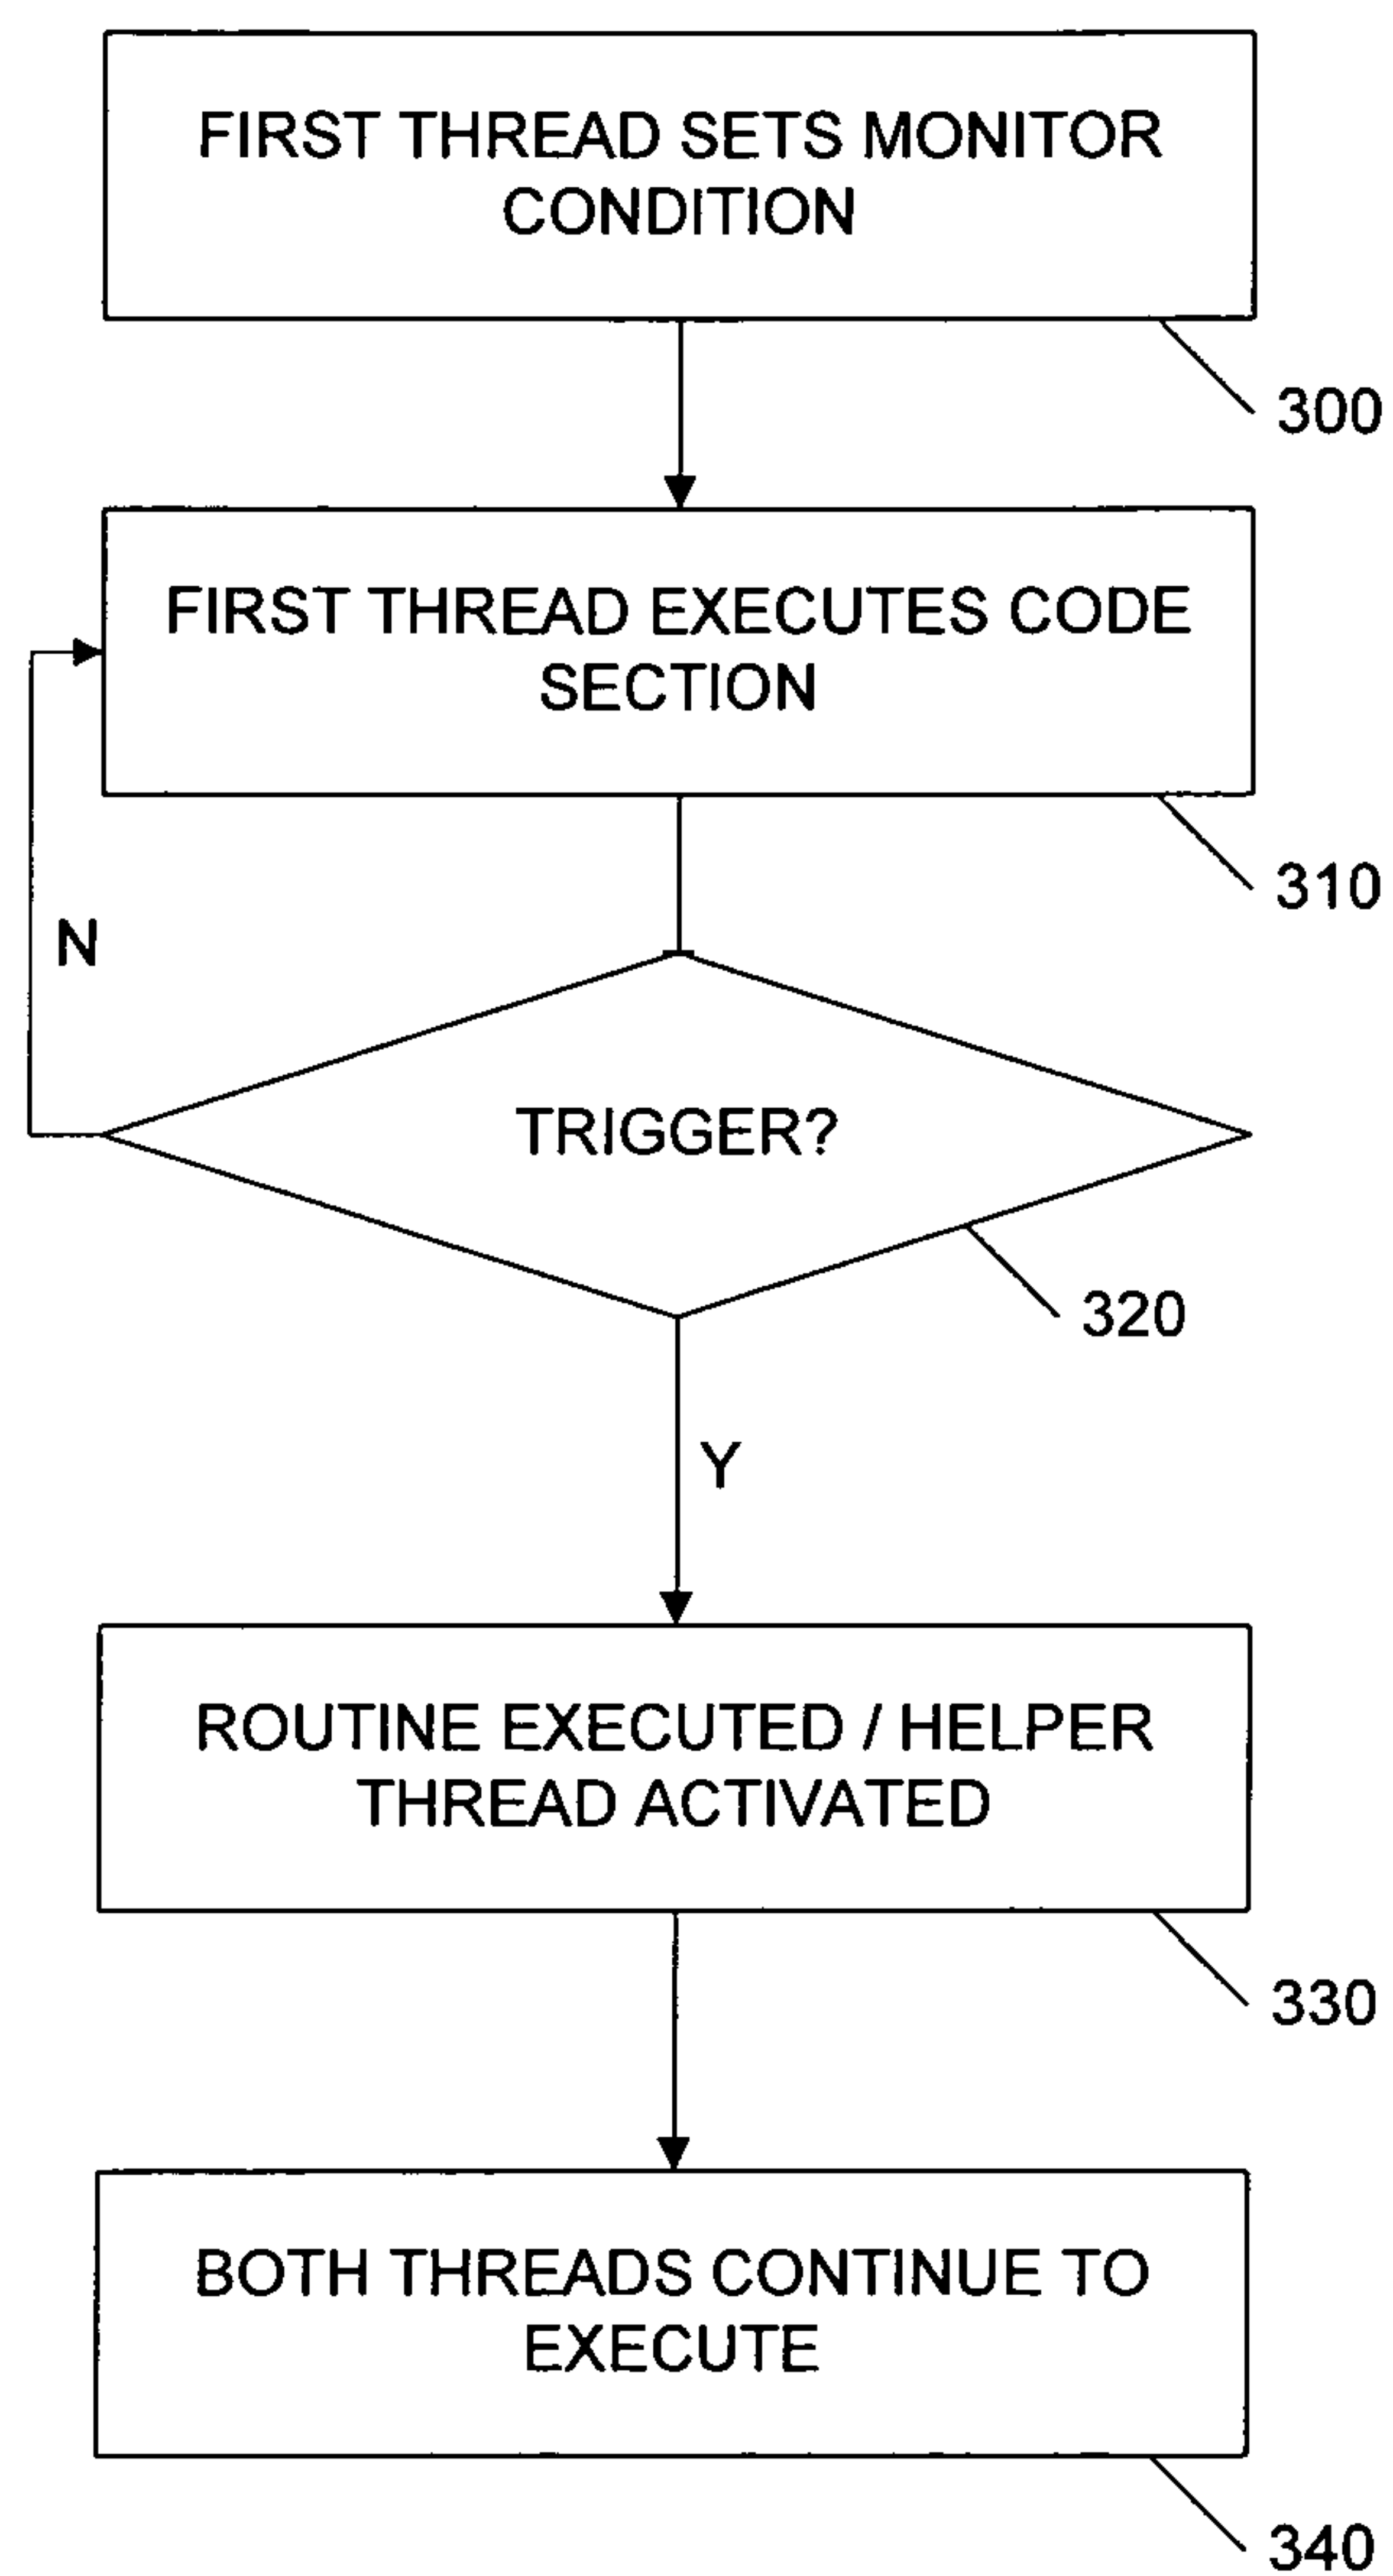 FIRST THREAD SETS MONITOR
CONDITION
300
FIRST THREAD EXECUTES CODE
SECTION
310
N
TRIGGER?
320
Y
ROUTINE EXECUTED / HELPER
THREAD ACTIVATED
330
BOTH THREADS CONTINUE TO
EXECUTE
340